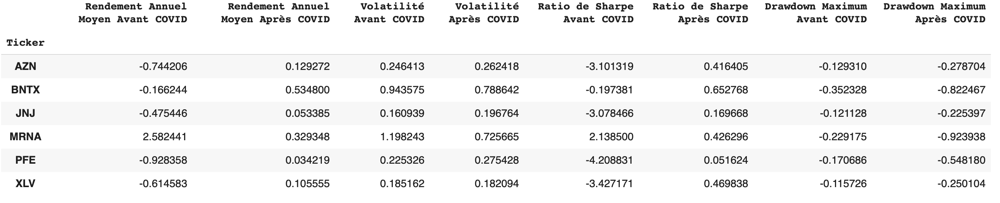 Rendement Annuel Rendement Annuel Volatilité Volatilité Ratio de Sharpe Ratio de Sharpe Drawdown Maximum Drawdown Maximum
Moyen Avant COVID Moyen Après COVID Avant COVID Après COVID Avant COVID Après COVID Avant COVID Après COVID
Ticker
AZN -0.744206 0.129272 0.246413 0.262418 -3.101319 0.416405 -0.129310 -0.278704
BNTX -0.166244 0.534800 0.943575 0.788642 -0.197381 0.652768 -0.352328 -0.822467
JNJ -0.475446 0.053385 0.160939 0.196764 -3.078466 0.169668 -0.121128 -0.225397
MRNA 2.582441 0.329348 1.198243 0.725665 2.138500 0.426296 -0.229175 -0.923938
PFE -0.928358 0.034219 0.225326 0.275428 -4.208831 0.051624 -0.170686 -0.548180
XLV -0.614583 0.105555 0.185162 0.182094 -3.427171 0.469838 -0.115726 -0.250104